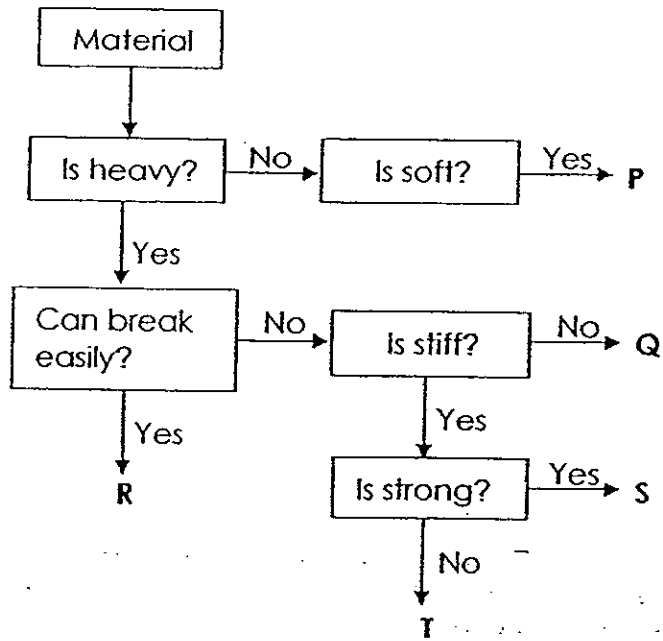 Material
Is heavy?
No
Is soft?
Yes
P
Yes
Can break
easily?
No
Is stiff?
No
Q
Yes
R
Yes
Is strong?
Yes
S
No
T